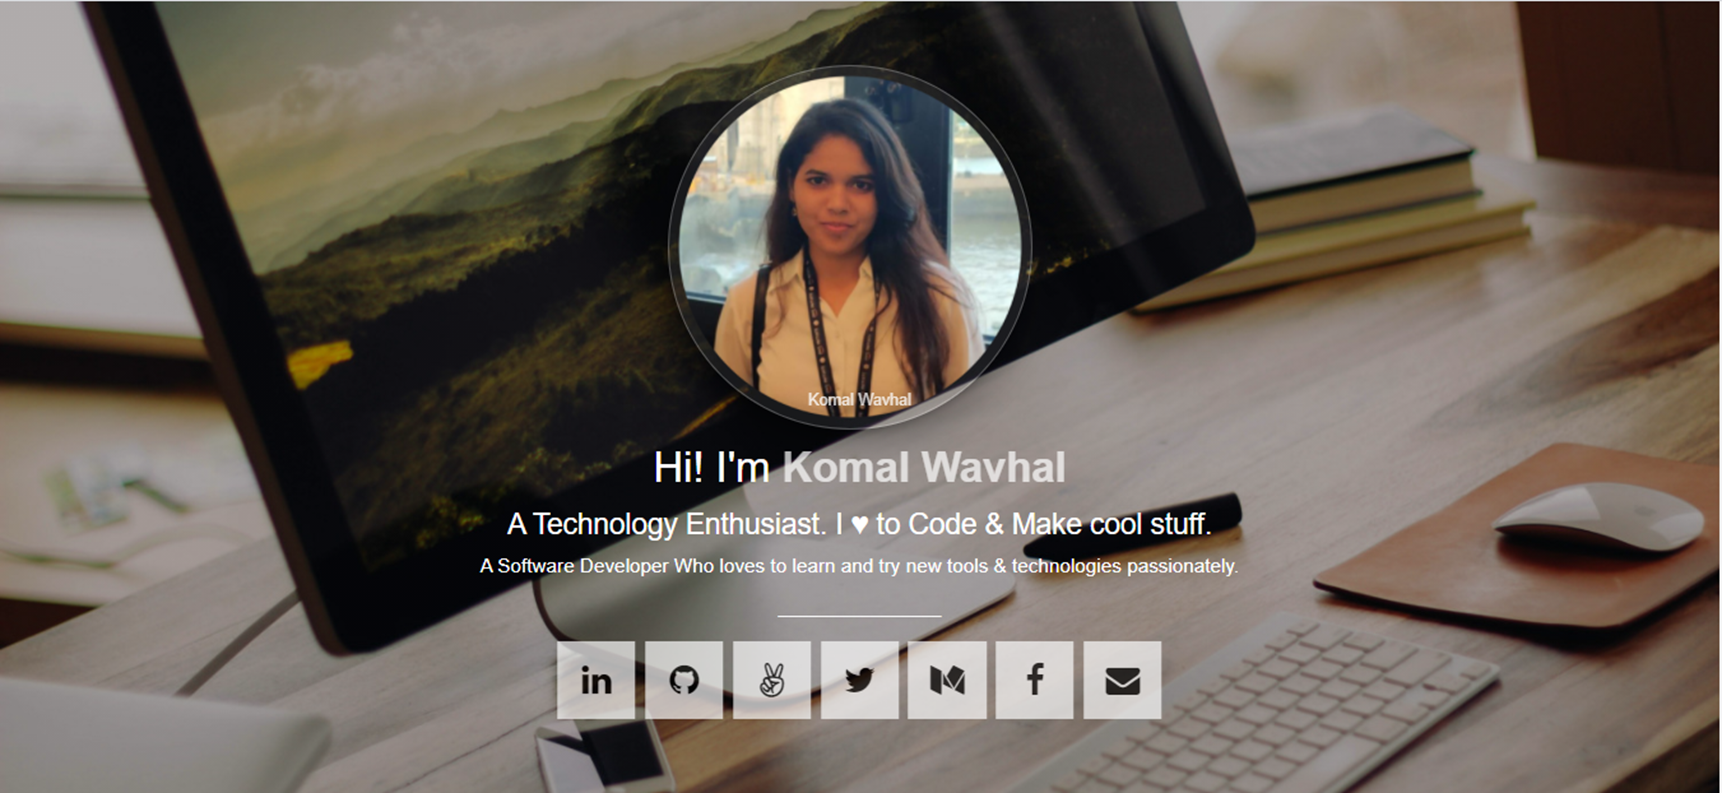 Komal Wavhal
Hi! I'm Komal Wavhal
A Technology Enthusiast. I ♥ to Code & Make cool stuff.
A Software Developer Who loves to learn and try new tools & technologies passionately.